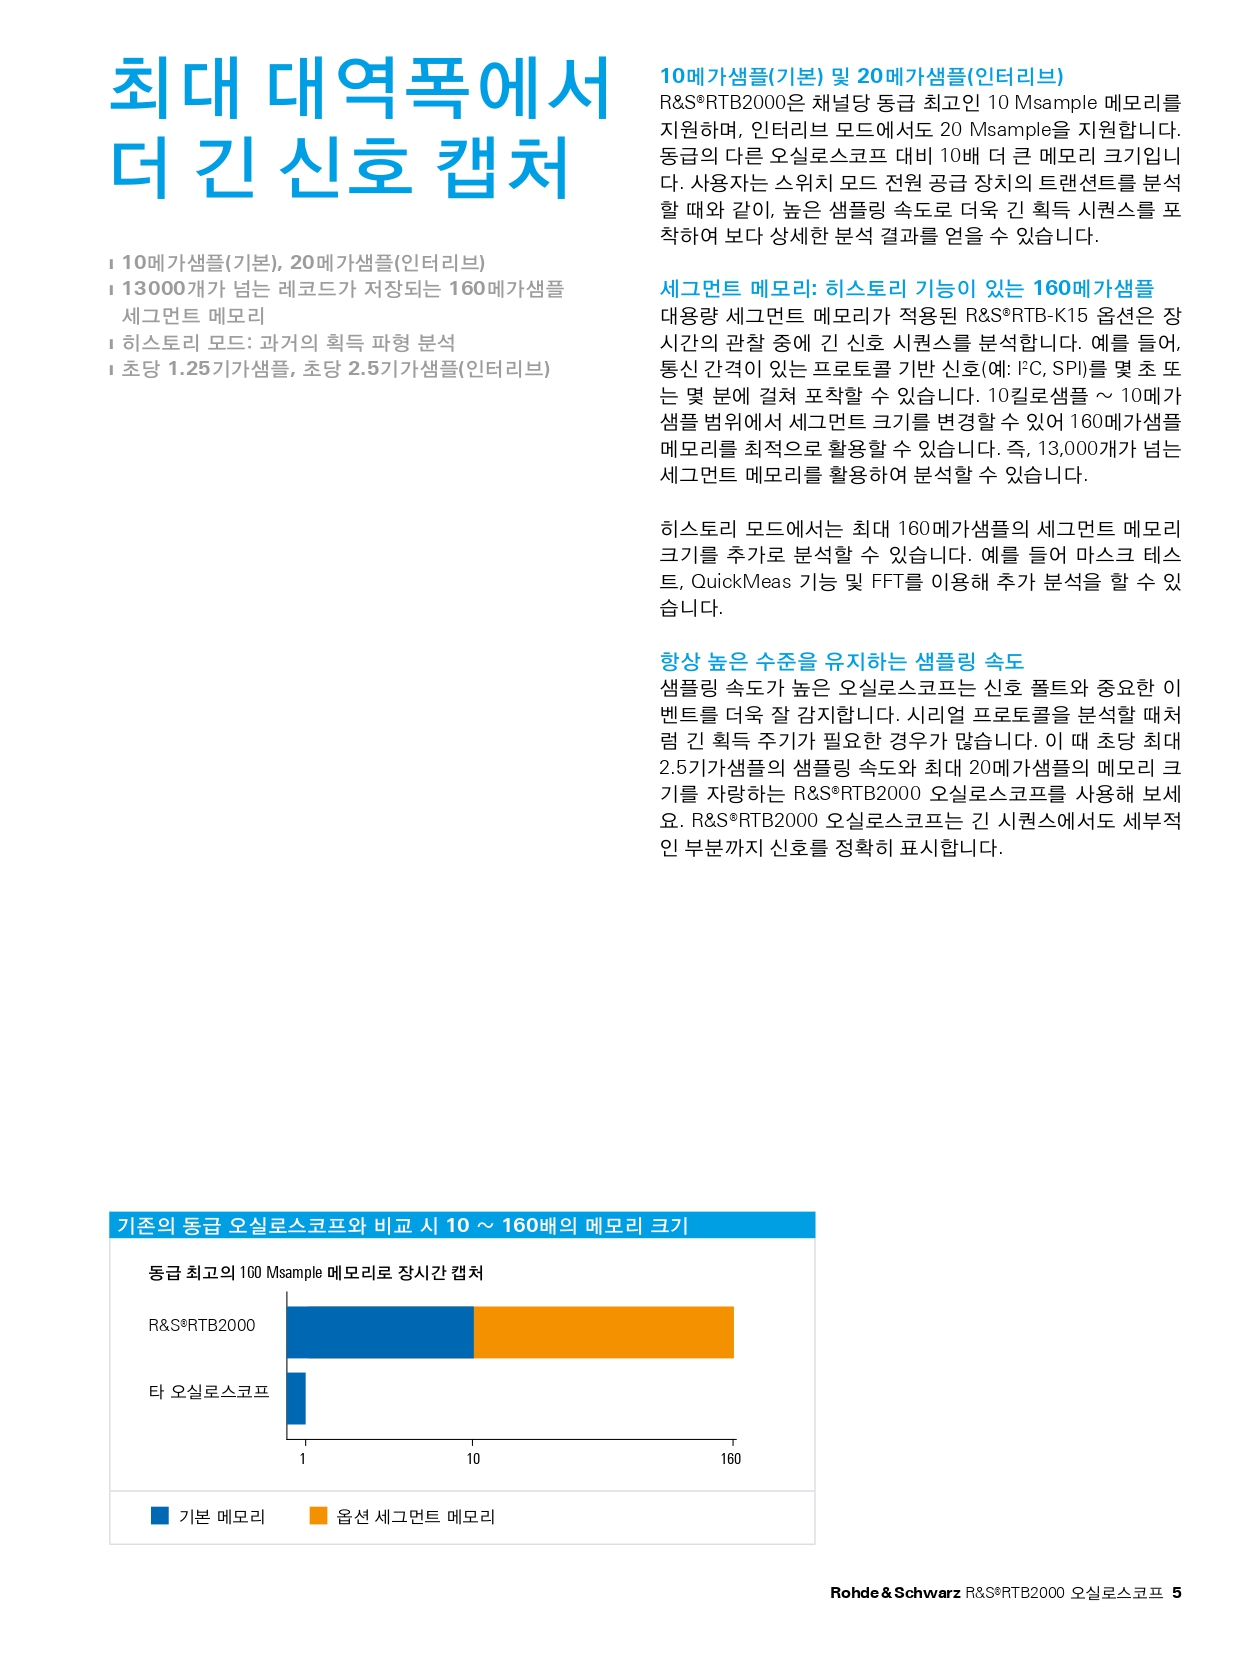 최대 대역폭에서
더 긴 신호 캡처
ı 10메가샘플(기본), 20메가샘플(인터리브)
ı 13000개가 넘는 레코드가 저장되는 160메가샘플
세그먼트 메모리
ı 히스토리 모드: 과거의 획득 파형 분석
ı 초당 1.25기가샘플, 초당 2.5기가샘플(인터리브)
10메가샘플(기본) 및 20메가샘플(인터리브)
R&S®RTB2000은 채널당 동급 최고인 10 Msample 메모리를
지원하며, 인터리브 모드에서도 20 Msample을 지원합니다.
동급의 다른 오실로스코프 대비 10배 더 큰 메모리 크기입니
다. 사용자는 스위치 모드 전원 공급 장치의 트랜션트를 분석
할 때와 같이, 높은 샘플링 속도로 더욱 긴 획득 시퀀스를 포
착하여 보다 상세한 분석 결과를 얻을 수 있습니다.
세그먼트 메모리: 히스토리 기능이 있는 160메가샘플
대용량 세그먼트 메모리가 적용된 R&S®RTB-K15 옵션은 장
시간의 관찰 중에 긴 신호 시퀀스를 분석합니다. 예를 들어,
통신 간격이 있는 프로토콜 기반 신호(예: I²C, SPI)를 몇 초 또
는 몇 분에 걸쳐 포착할 수 있습니다. 10킬로샘플 ~ 10메가
샘플 범위에서 세그먼트 크기를 변경할 수 있어 160메가샘플
메모리를 최적으로 활용할 수 있습니다. 즉, 13,000개가 넘는
세그먼트 메모리를 활용하여 분석할 수 있습니다.
히스토리 모드에서는 최대 160메가샘플의 세그먼트 메모리
크기를 추가로 분석할 수 있습니다. 예를 들어 마스크 테스
트, QuickMeas 기능 및 FFT를 이용해 추가 분석을 할 수 있
습니다.
항상 높은 수준을 유지하는 샘플링 속도
샘플링 속도가 높은 오실로스코프는 신호 폴트와 중요한 이
벤트를 더욱 잘 감지합니다. 시리얼 프로토콜을 분석할 때처
럼 긴 획득 주기가 필요한 경우가 많습니다. 이 때 초당 최대
2.5기가샘플의 샘플링 속도와 최대 20메가샘플의 메모리 크
기를 자랑하는 R&S®RTB2000 오실로스코프를 사용해 보세
요. R&S®RTB2000 오실로스코프는 긴 시퀀스에서도 세부적
인 부분까지 신호를 정확히 표시합니다.
기존의 동급 오실로스코프와 비교 시 10 ~ 160배의 메모리 크기
동급 최고의 160 Msample 메모리로 장시간 캡처
R&S®RTB2000
타 오실로스코프
1 10 160
기본 메모리 옵션 세그먼트 메모리
Rohde & Schwarz R&S®RTB2000 오실로스코프 5